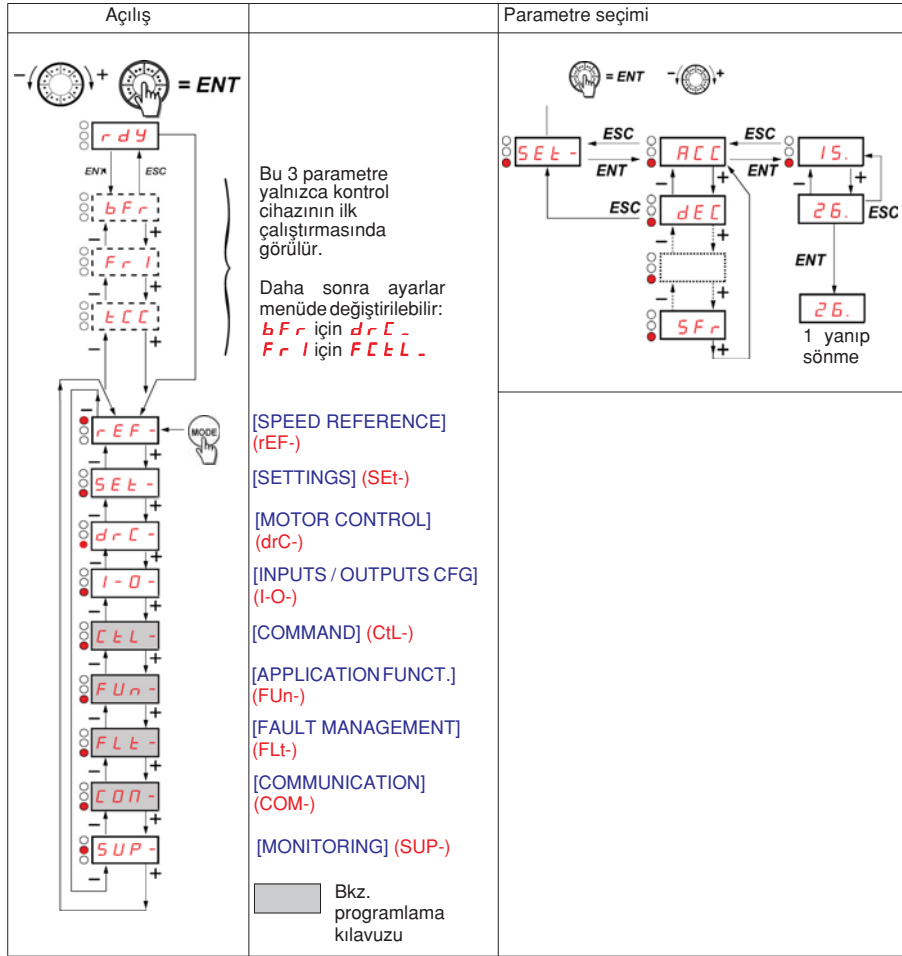 Açılış
Parametre seçimi
- + = ENT
rdY
ENT ESC
bFr
- +
Fr1
- +
tCC
- +
Bu 3 parametre
yalnızca kontrol
cihazının ilk
çalıştırmasında
görülür.
Daha sonra ayarlar
menüde değiştirilebilir:
bFr için drC_
Fr1 için FCtL_
- rEF- MODE
+
[SPEED REFERENCE]
(rEF-)
- SEt-
+
[SETTINGS] (SEt-)
- drC-
+
[MOTOR CONTROL]
(drC-)
- I-O-
+
[INPUTS / OUTPUTS CFG]
(I-O-)
- CtL-
+
[COMMAND] (CtL-)
- FUn-
+
[APPLICATION FUNCT.]
(FUn-)
- FLt-
+
[FAULT MANAGEMENT]
(FLt-)
- COM-
+
[COMMUNICATION]
(COM-)
SUP-
- +
[MONITORING] (SUP-)
Bkz.
programlama
kılavuzu
= ENT - +
ESC ESC
SEt- ACC 15.
ENT ENT
- + - +
ESC dEC 26. ESC
- +
ENT
- +
SFr 26.
+
1 yanıp
sönme